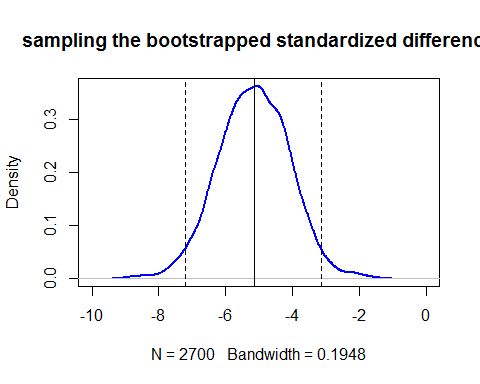 sampling the bootstrapped standardized differenc
Density
0.3
0.2
0.1
0.0
-10 -8 -6 -4 -2 0
N = 2700 Bandwidth = 0.1948